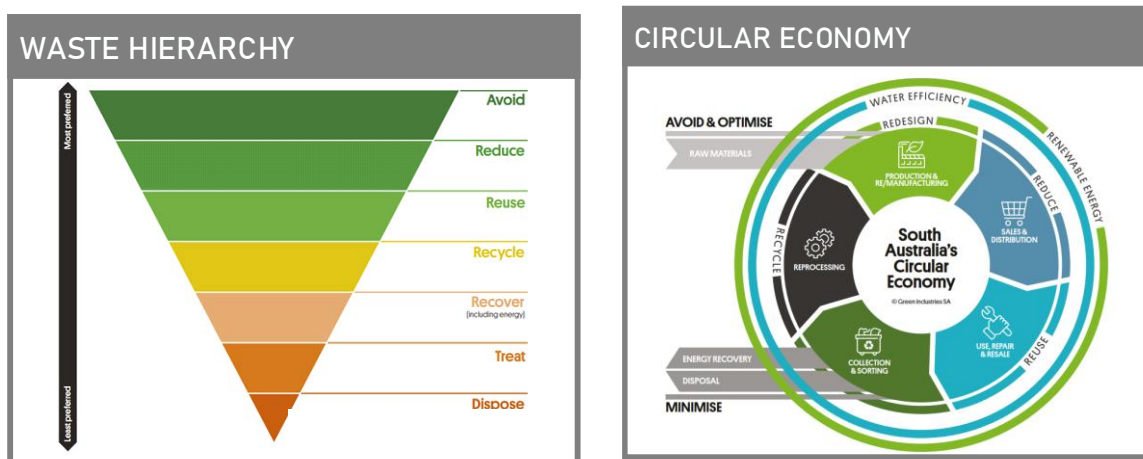 WASTE HIERARCHY
Most preferred
Least preferred
Avoid
Reduce
Reuse
Recycle
Recover
(including energy)
Treat
Dispose
CIRCULAR ECONOMY
AVOID & OPTIMISE
RAW MATERIALS
WATER EFFICIENCY
RENEWABLE ENERGY
REDESIGN
REDUCE
REUSE
RECYCLE
PRODUCTION &
RE/MANUFACTURING
SALES &
DISTRIBUTION
USE, REPAIR
& RESALE
COLLECTION
& SORTING
REPROCESSING
South
Australia's
Circular
Economy
© Green Industries SA
ENERGY RECOVERY
DISPOSAL
MINIMISE